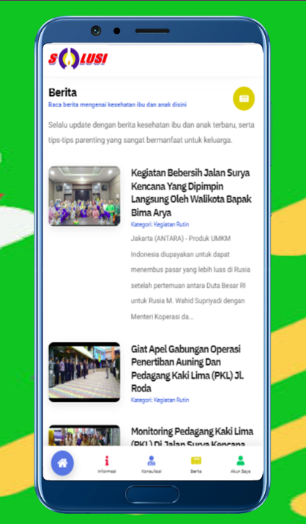 SOLUSI
Berita
Baca berita mengenai kesehatan ibu dan anak disini
Selalu update dengan berita kesehatan ibu dan anak terbaru, serta
tips-tips parenting yang sangat bermanfaat untuk keluarga.
Kegiatan Bebersih Jalan Surya
Kencana Yang Dipimpin
Langsung Oleh Walikota Bapak
Bima Arya
Kategori: Kegiatan Rutin
Jakarta (ANTARA) - Produk UMKM
Indonesia diupayakan untuk dapat
menembus pasar yang lebih luas di Rusia
setelah pertemuan antara Duta Besar RI
untuk Rusia M. Wahid Supriyadi dengan
Menteri Koperasi da...
Giat Apel Gabungan Operasi
Penertiban Auning Dan
Pedagang Kaki Lima (PKL) Jl.
Roda
Kategori: Kegiatan Rutin
Monitoring Pedagang Kaki Lima
(PKL) Di Jalan Surya Kencana
Informasi
Konsultasi
Berita
Akun Saya